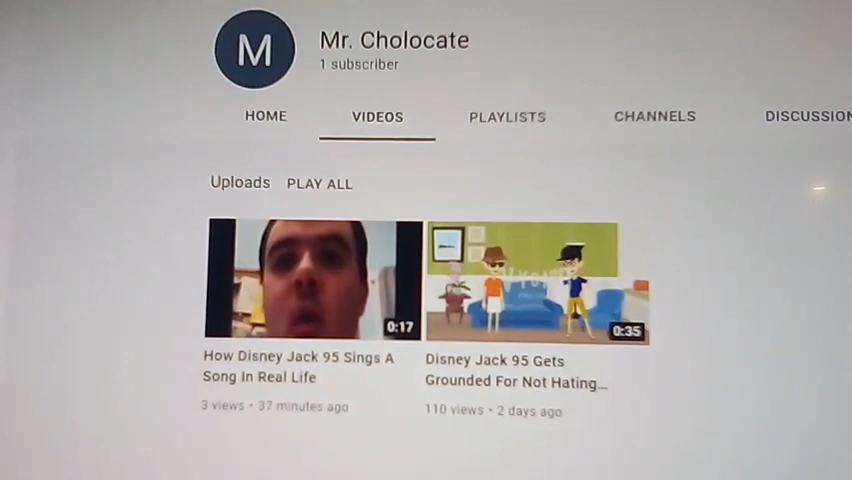 M
Mr. Cholocate
1 subscriber
HOME VIDEOS PLAYLISTS CHANNELS DISCUSSION
Uploads PLAY ALL
0:17 0:35
How Disney Jack 95 Sings A
Song In Real Life
3 views • 37 minutes ago
Disney Jack 95 Gets
Grounded For Not Hating...
110 views • 2 days ago